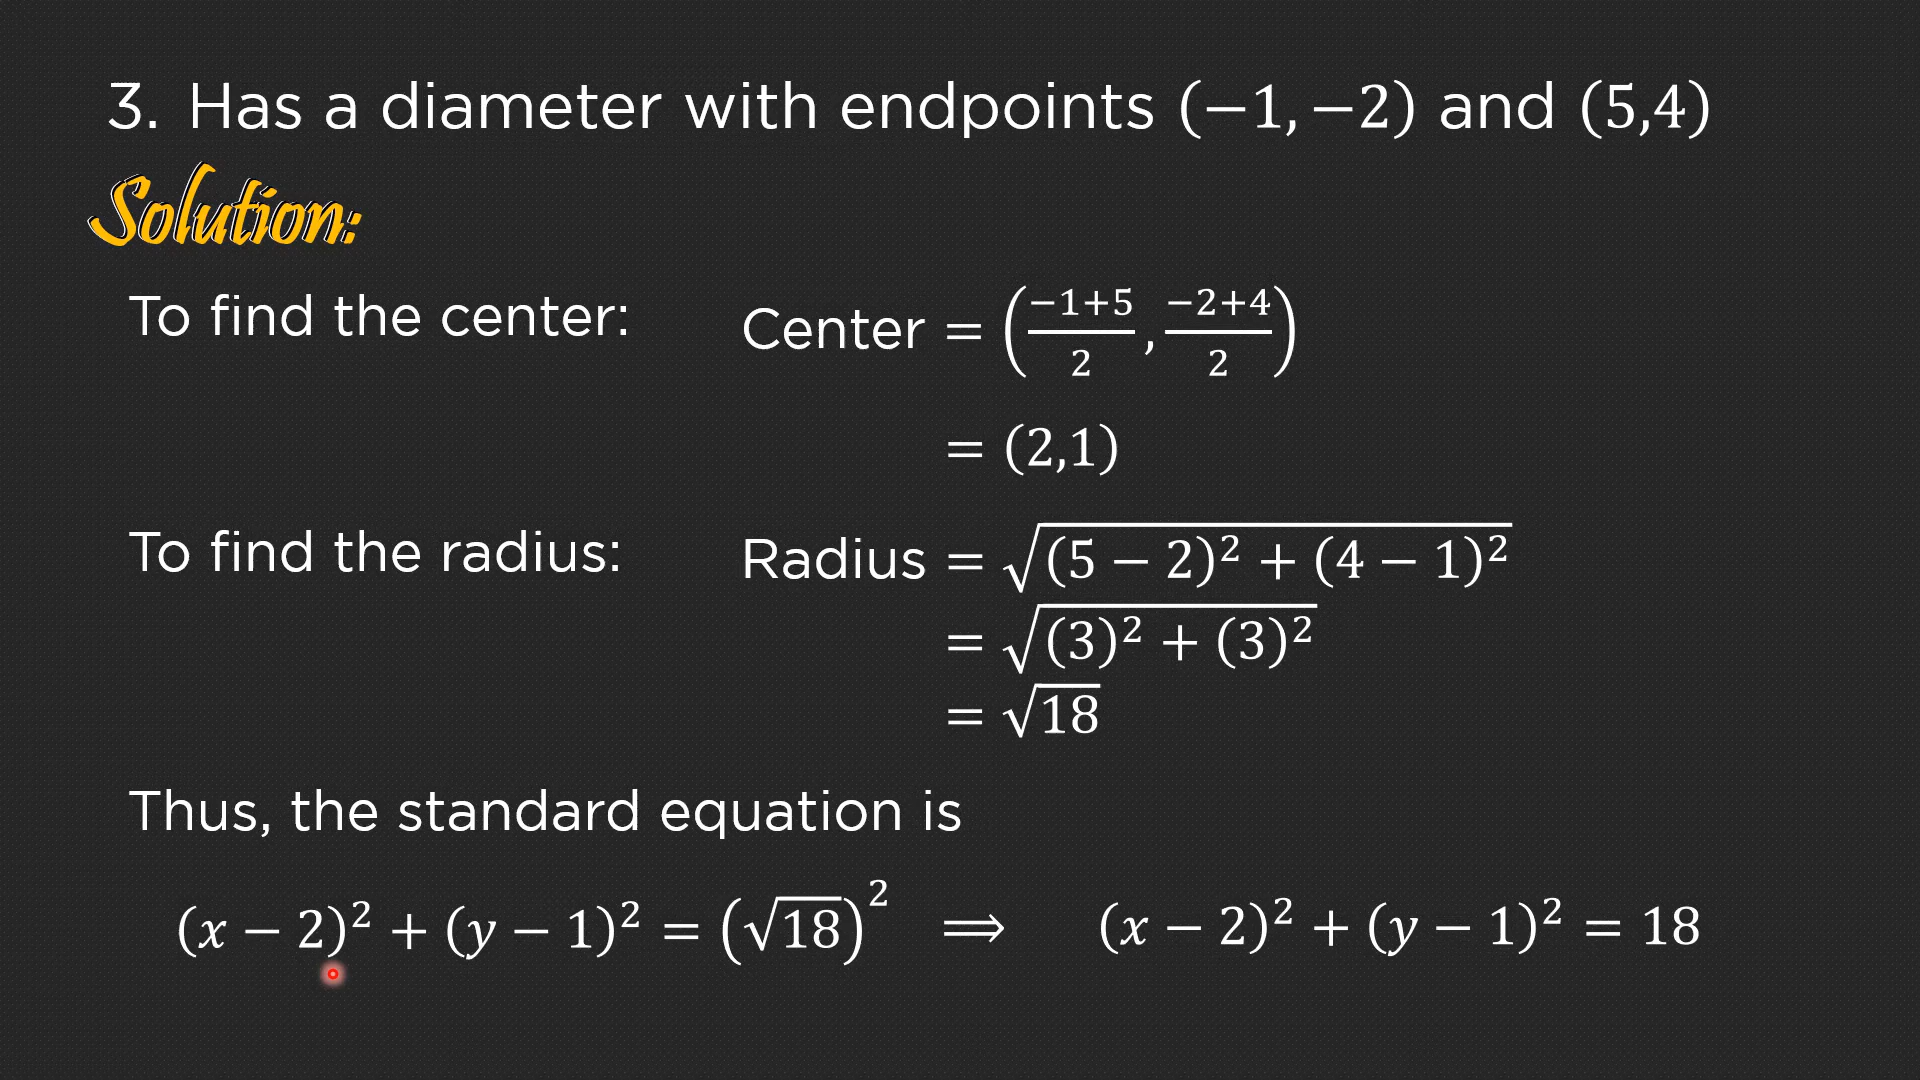 3. Has a diameter with endpoints (−1, −2) and (5,4)
Solution:
To find the center: Center = (−1+5/2, −2+4/2)
= (2,1)
To find the radius: Radius = √(5 − 2)² + (4 − 1)²
= √(3)² + (3)²
= √18
Thus, the standard equation is
(x − 2)² + (y − 1)² = (√18)² ⟹ (x − 2)² + (y − 1)² = 18